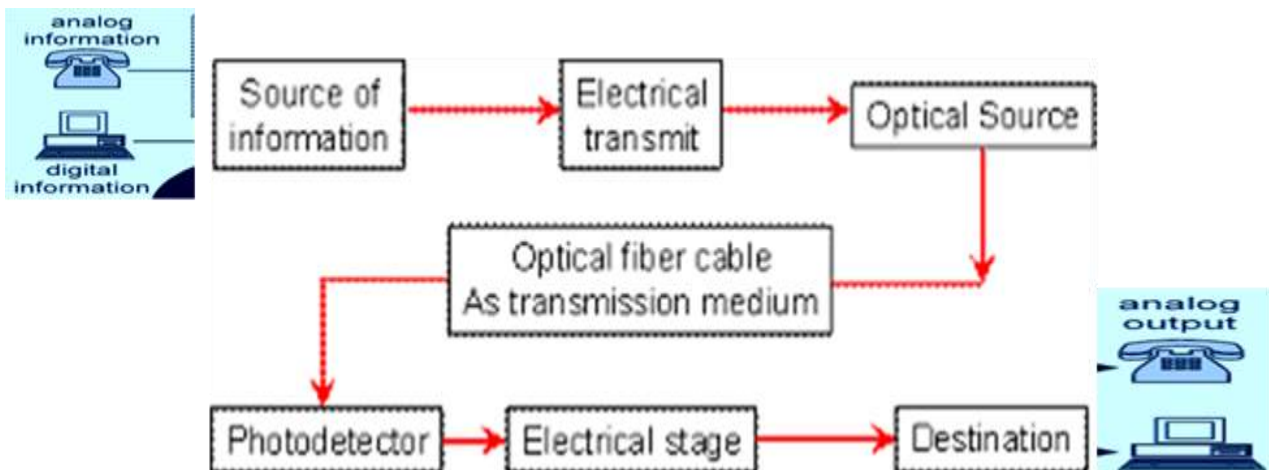 analog
information
digital
information
Source of
information
Electrical
transmit
Optical Source
Optical fiber cable
As transmission medium
Photodetector
Electrical stage
Destination
analog
output